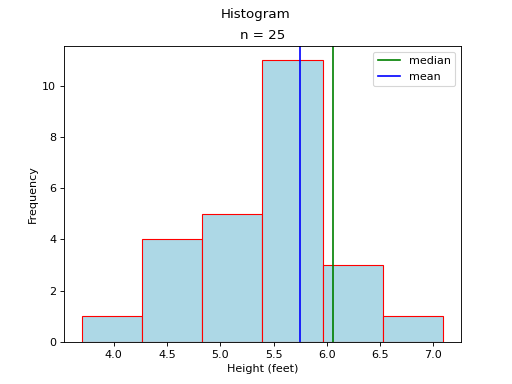 Histogram
n = 25
median
mean
Frequency
10
8
6
4
2
0
4.0 4.5 5.0 5.5 6.0 6.5 7.0
Height (feet)